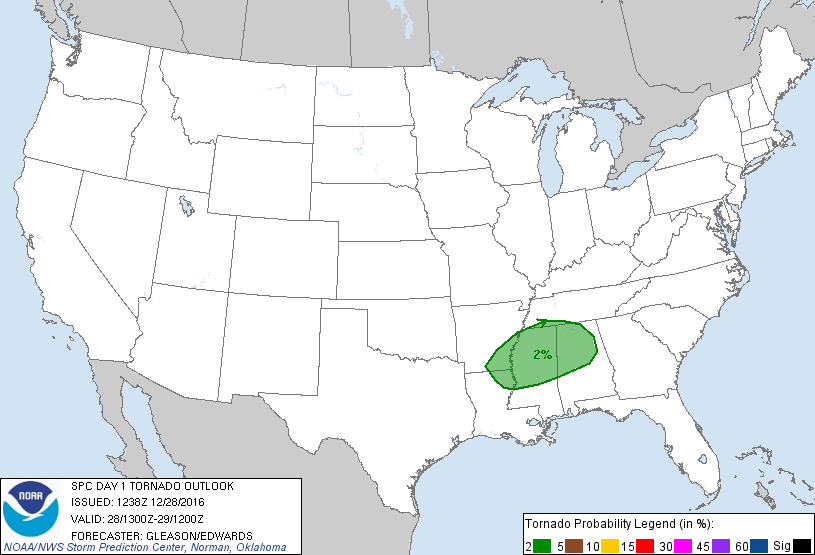 2%
NOAA
SPC DAY 1 TORNADO OUTLOOK
ISSUED: 1238Z 12/28/2016
VALID: 28/1300Z-29/1200Z
FORECASTER: GLEASON/EDWARDS
NOAA/NWS Storm Prediction Center, Norman, Oklahoma
Tornado Probability Legend (in %):
2 5 10 15 30 45 60 Sig